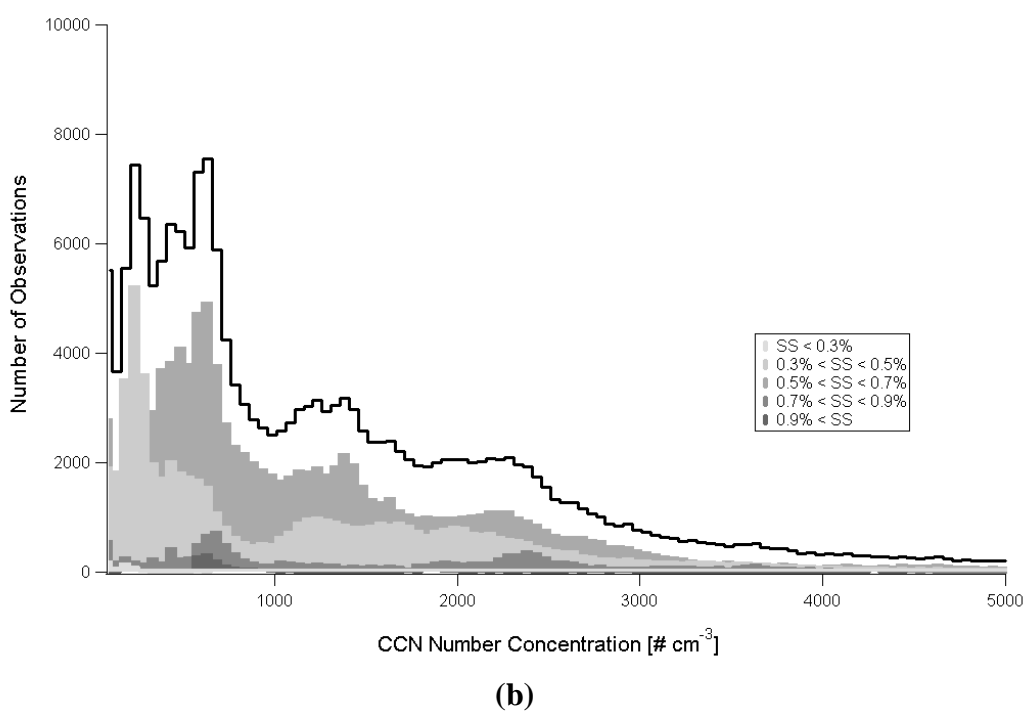 10000
8000
6000
4000
2000
0
Number of Observations
SS < 0.3%
0.3% < SS < 0.5%
0.5% < SS < 0.7%
0.7% < SS < 0.9%
0.9% < SS
1000 2000 3000 4000 5000
CCN Number Concentration [# cm⁻³]
(b)